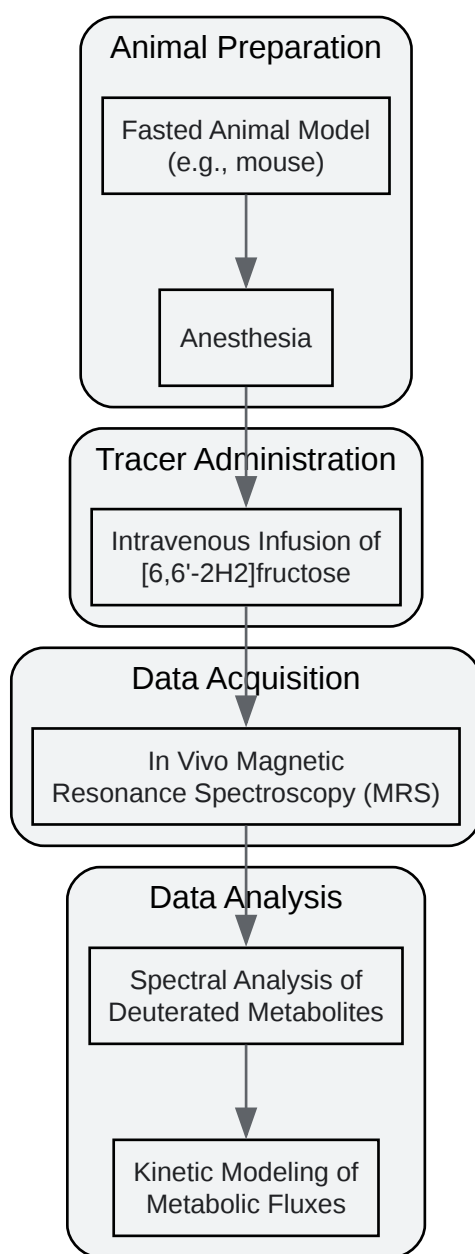 Animal Preparation
Fasted Animal Model
(e.g., mouse)
Anesthesia
Tracer Administration
Intravenous Infusion of
[6,6'-2H2]fructose
Data Acquisition
In Vivo Magnetic
Resonance Spectroscopy (MRS)
Data Analysis
Spectral Analysis of
Deuterated Metabolites
Kinetic Modeling of
Metabolic Fluxes